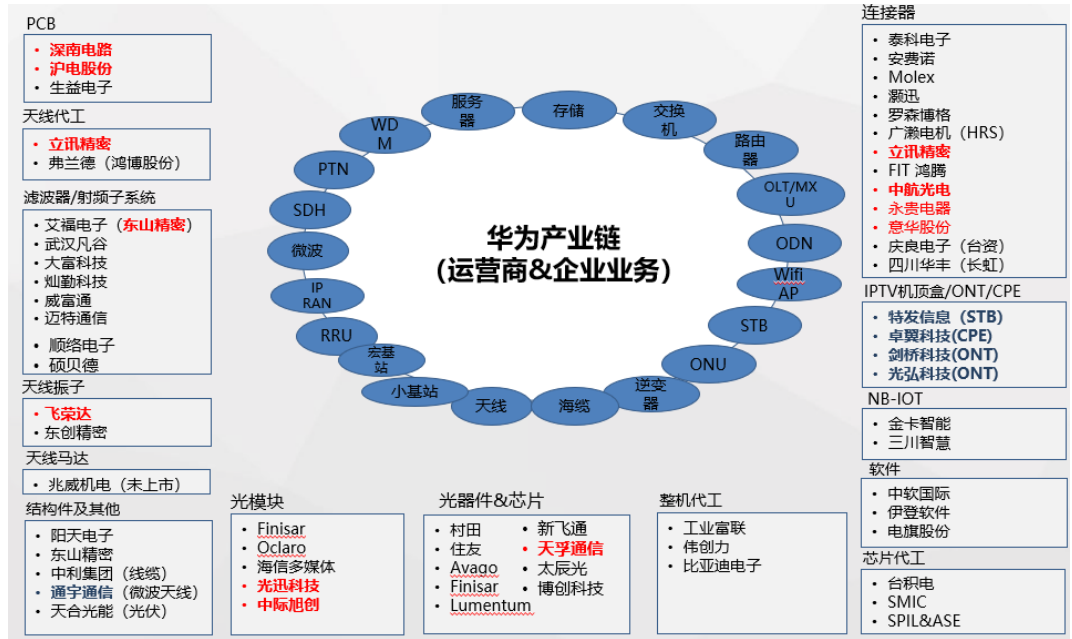 PCB
• 深南电路
• 沪电股份
• 生益电子
天线代工
• 立讯精密
• 弗兰德（鸿博股份）
滤波器/射频子系统
• 艾福电子（东山精密）
• 武汉凡谷
• 大富科技
• 灿勤科技
• 威富通
• 迈特通信
• 顺络电子
• 硕贝德
天线振子
• 飞荣达
• 东创精密
天线马达
• 兆威机电（未上市）
结构件及其他
• 阳天电子
• 东山精密
• 中利集团（线缆）
• 通宇通信（微波天线）
• 天合光能（光伏）
华为产业链
（运营商&企业业务）
服务
器
存储
交换
机
路由
器
OLT/MX
U
ODN
Wifi
AP
STB
ONU
逆变
器
海缆
天线
小基站
宏基
站
RRU
IP
RAN
微波
SDH
PTN
WD
M
光模块
• Finisar
• Oclaro
• 海信多媒体
• 光迅科技
• 中际旭创
光器件&芯片
• 村田
• 住友
• Avago
• Finisar
• Lumentum
• 新飞通
• 天孚通信
• 太辰光
• 博创科技
整机代工
• 工业富联
• 伟创力
• 比亚迪电子
连接器
• 泰科电子
• 安费诺
• Molex
• 灏迅
• 罗森博格
• 广濑电机（HRS）
• 立讯精密
• FIT 鸿腾
• 中航光电
• 永贵电器
• 意华股份
• 庆良电子（台资）
• 四川华丰（长虹）
IPTV机顶盒/ONT/CPE
• 特发信息（STB）
• 卓翼科技(CPE)
• 剑桥科技(ONT)
• 光弘科技(ONT)
NB-IOT
• 金卡智能
• 三川智慧
软件
• 中软国际
• 伊登软件
• 电旗股份
芯片代工
• 台积电
• SMIC
• SPIL&ASE